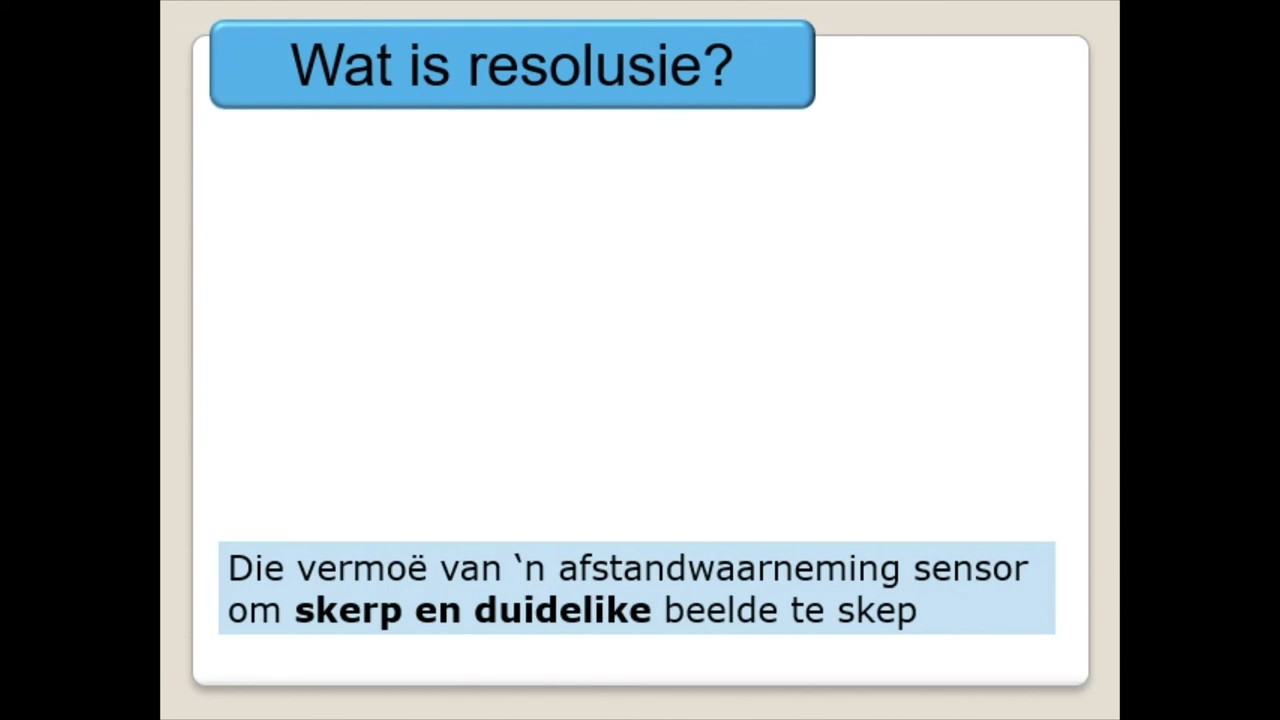 Wat is resolusie?
Die vermoë van ‘n afstandwaarneming sensor
om skerp en duidelike beelde te skep